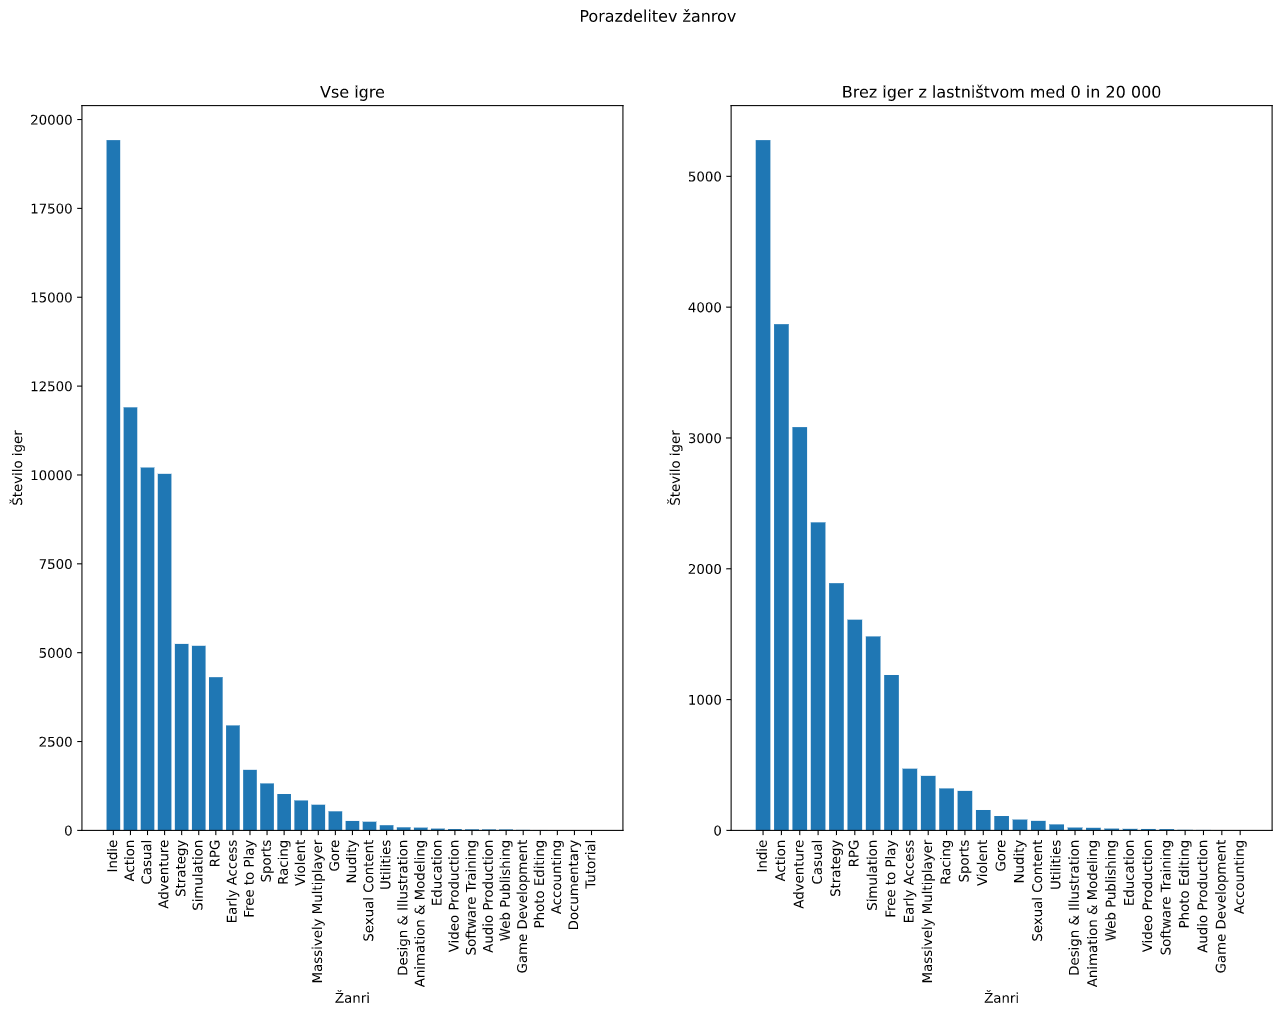 Porazdelitev žanrov
Vse igre
20000
17500
15000
12500
10000
7500
5000
2500
0
Število iger
Indie
Action
Casual
Adventure
Strategy
Simulation
RPG
Early Access
Free to Play
Sports
Racing
Violent
Massively Multiplayer
Gore
Nudity
Sexual Content
Utilities
Design & Illustration
Animation & Modeling
Education
Video Production
Software Training
Audio Production
Web Publishing
Game Development
Photo Editing
Accounting
Documentary
Tutorial
Žanri
Brez iger z lastništvom med 0 in 20 000
5000
4000
3000
2000
1000
0
Število iger
Indie
Action
Adventure
Casual
Strategy
RPG
Simulation
Free to Play
Early Access
Massively Multiplayer
Racing
Sports
Violent
Gore
Nudity
Sexual Content
Utilities
Design & Illustration
Animation & Modeling
Web Publishing
Education
Video Production
Software Training
Photo Editing
Audio Production
Game Development
Accounting
Žanri